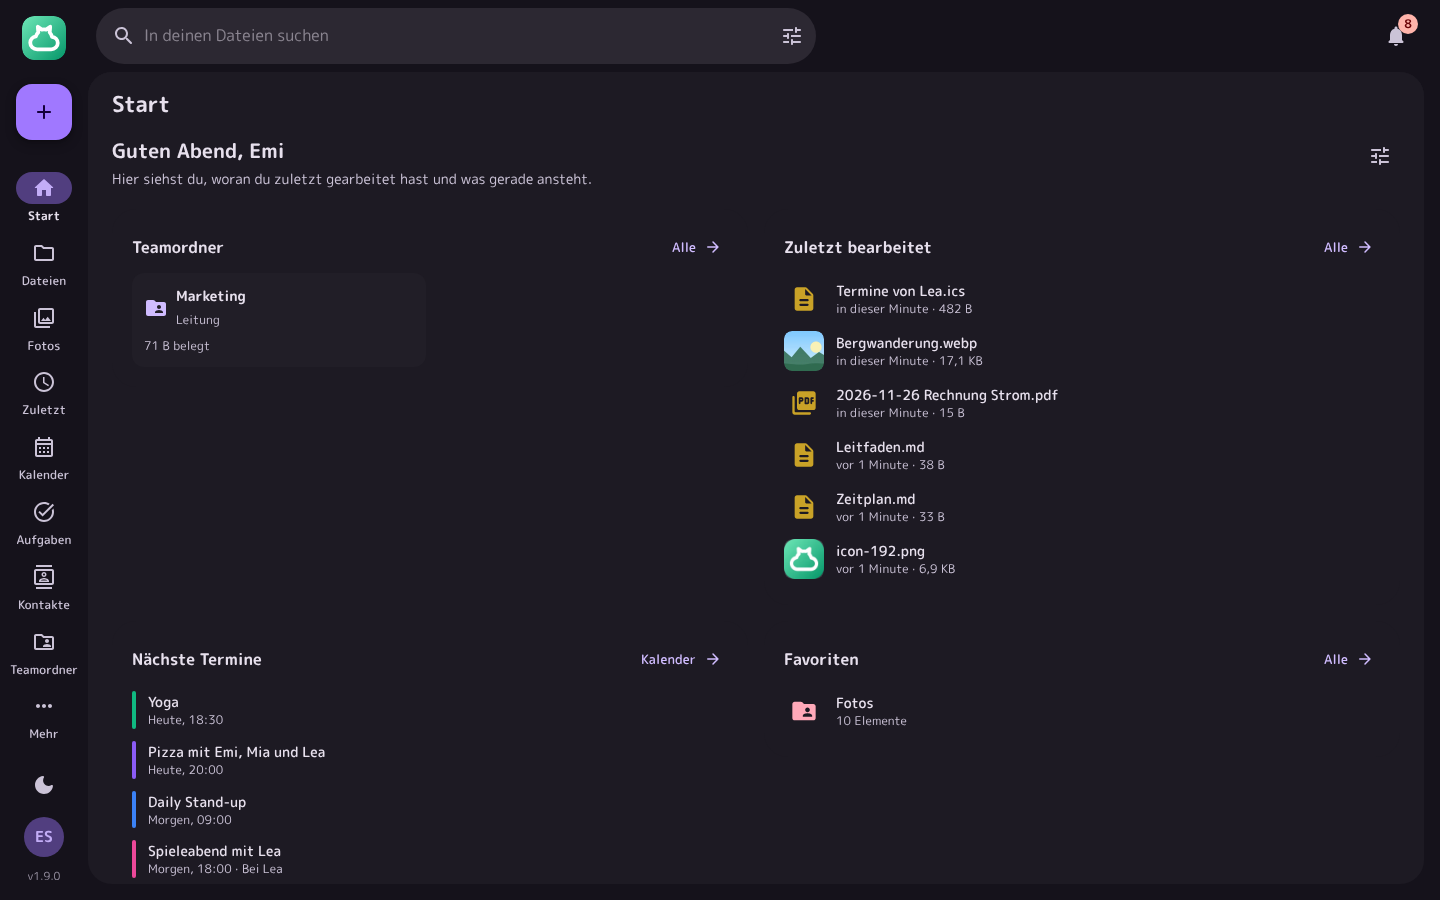 In deinen Dateien suchen
8
Start
Guten Abend, Emi
Hier siehst du, woran du zuletzt gearbeitet hast und was gerade ansteht.
Start
Dateien
Fotos
Zuletzt
Kalender
Aufgaben
Kontakte
Teamordner
Mehr
ES
v1.9.0
Teamordner
Alle
Marketing
Leitung
71 B belegt
Zuletzt bearbeitet
Alle
Termine von Lea.ics
in dieser Minute · 482 B
Bergwanderung.webp
in dieser Minute · 17,1 KB
PDF
2026-11-26 Rechnung Strom.pdf
in dieser Minute · 15 B
Leitfaden.md
vor 1 Minute · 38 B
Zeitplan.md
vor 1 Minute · 33 B
icon-192.png
vor 1 Minute · 6,9 KB
Nächste Termine
Kalender
Yoga
Heute, 18:30
Pizza mit Emi, Mia und Lea
Heute, 20:00
Daily Stand-up
Morgen, 09:00
Spieleabend mit Lea
Morgen, 18:00 · Bei Lea
Favoriten
Alle
Fotos
10 Elemente